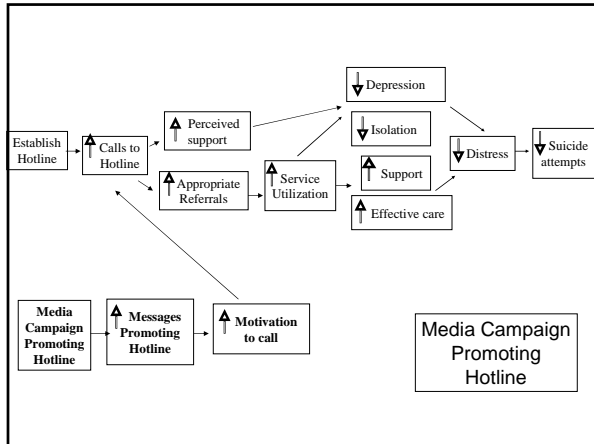 Establish
Hotline
Calls to
Hotline
Perceived
support
Appropriate
Referrals
Service
Utilization
Depression
Isolation
Support
Effective care
Distress
Suicide
attempts
Media
Campaign
Promoting
Hotline
Messages
Promoting
Hotline
Motivation
to call
Media Campaign
Promoting
Hotline